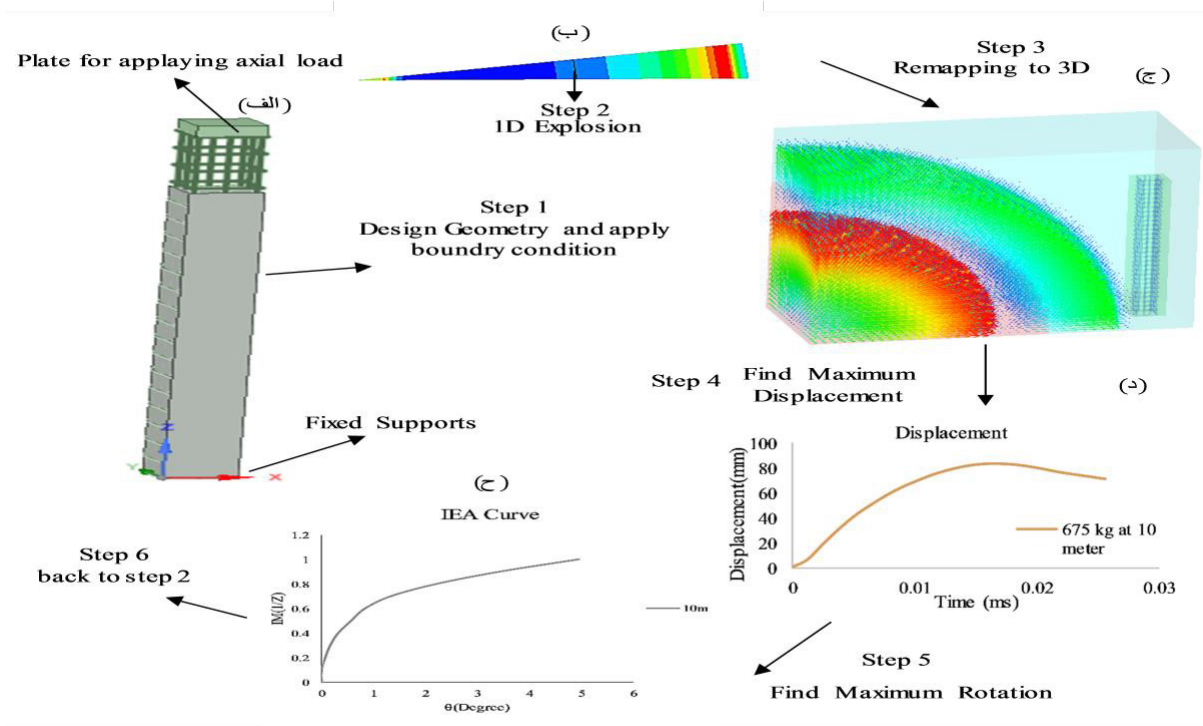 Plate for applaying axial load
(الف)
(ب)
Step 2
1D Explosion
Step 3
Remapping to 3D
(ج)
Step 1
Design Geometry and apply
boundry condition
Fixed Supports
Z
Y
X
Step 4 Find Maximum
Displacement
(د)
Displacement
Displacement(mm)
100
80
60
40
20
0
0
0.01
0.02
0.03
Time (ms)
675 kg at 10
meter
Step 5
Find Maximum Rotation
(ح)
IEA Curve
IM(1/Z)
1.2
1
0.8
0.6
0.4
0.2
0
0
1
2
3
4
5
6
θ(Degree)
10m
Step 6
back to step 2